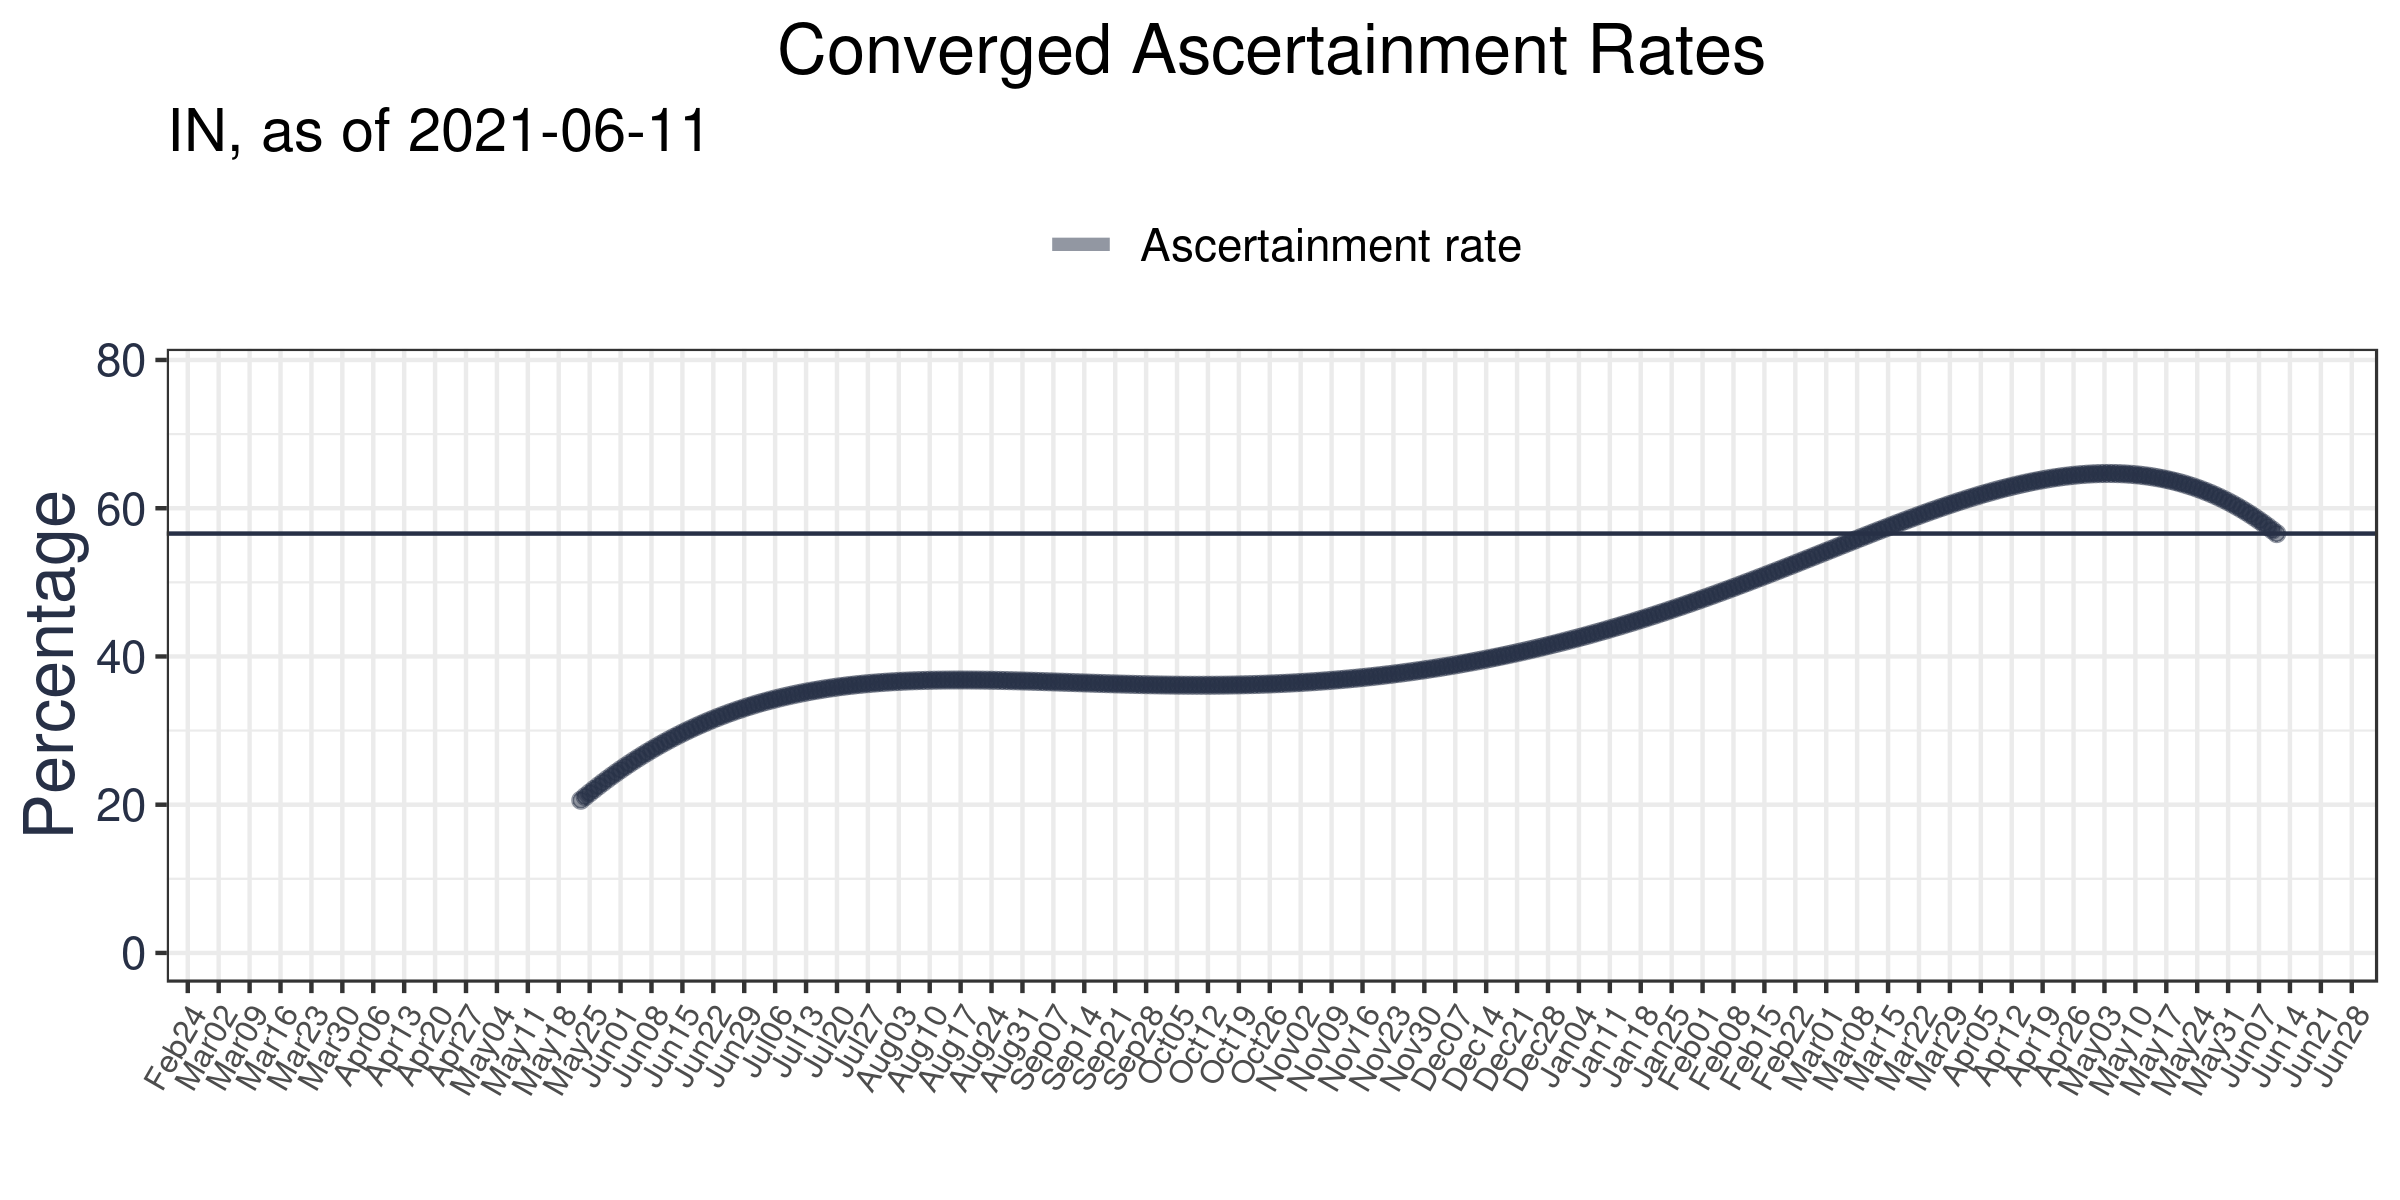 Converged Ascertainment Rates
IN, as of 2021-06-11
Ascertainment rate
Percentage
80
60
40
20
0
Feb24
Mar02
Mar09
Mar16
Mar23
Mar30
Apr06
Apr13
Apr20
Apr27
May04
May11
May18
May25
Jun01
Jun08
Jun15
Jun22
Jun29
Jul06
Jul13
Jul20
Jul27
Aug03
Aug10
Aug17
Aug24
Aug31
Sep07
Sep14
Sep21
Sep28
Oct05
Oct12
Oct19
Oct26
Nov02
Nov09
Nov16
Nov23
Nov30
Dec07
Dec14
Dec21
Dec28
Jan04
Jan11
Jan18
Jan25
Feb01
Feb08
Feb15
Feb22
Mar01
Mar08
Mar15
Mar22
Mar29
Apr05
Apr12
Apr19
Apr26
May03
May10
May17
May24
May31
Jun07
Jun14
Jun21
Jun28